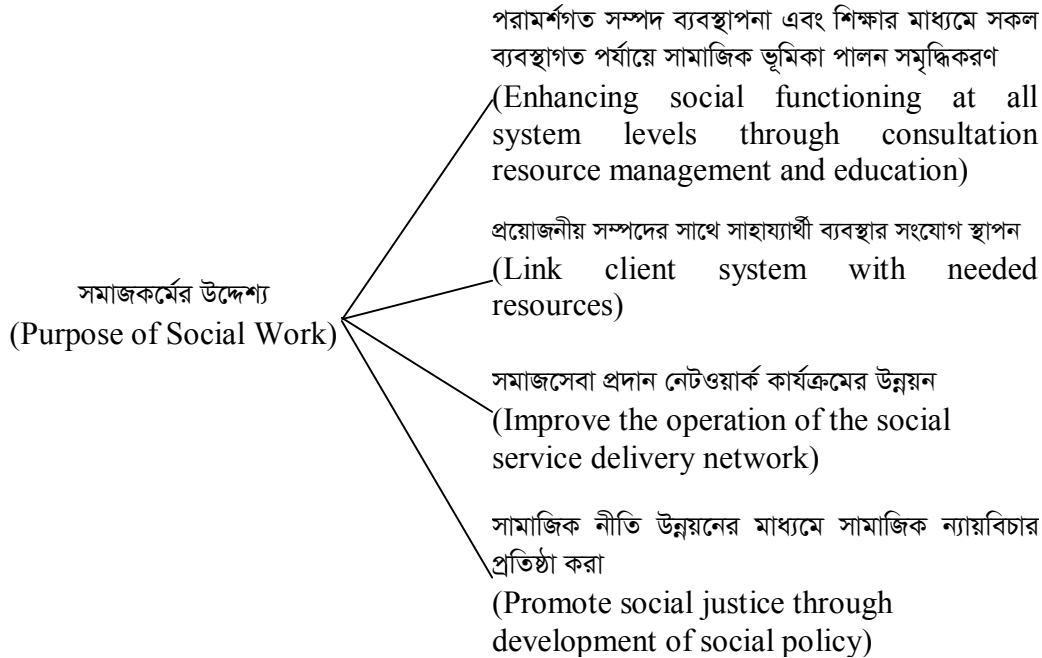 পরামর্শগত সম্পদ ব্যবস্থাপনা এবং শিক্ষার মাধ্যমে সকল
ব্যবস্থাগত পর্যায়ে সামাজিক ভূমিকা পালন সমৃদ্ধিকরণ
(Enhancing social functioning at all
system levels through consultation
resource management and education)
প্রয়োজনীয় সম্পদের সাথে সাহায্যার্থী ব্যবস্থার সংযোগ স্থাপন
(Link client system with needed
resources)
সমাজকর্মের উদ্দেশ্য
(Purpose of Social Work)
সমাজসেবা প্রদান নেটওয়ার্ক কার্যক্রমের উন্নয়ন
(Improve the operation of the social
service delivery network)
সামাজিক নীতি উন্নয়নের মাধ্যমে সামাজিক ন্যায়বিচার
প্রতিষ্ঠা করা
(Promote social justice through
development of social policy)